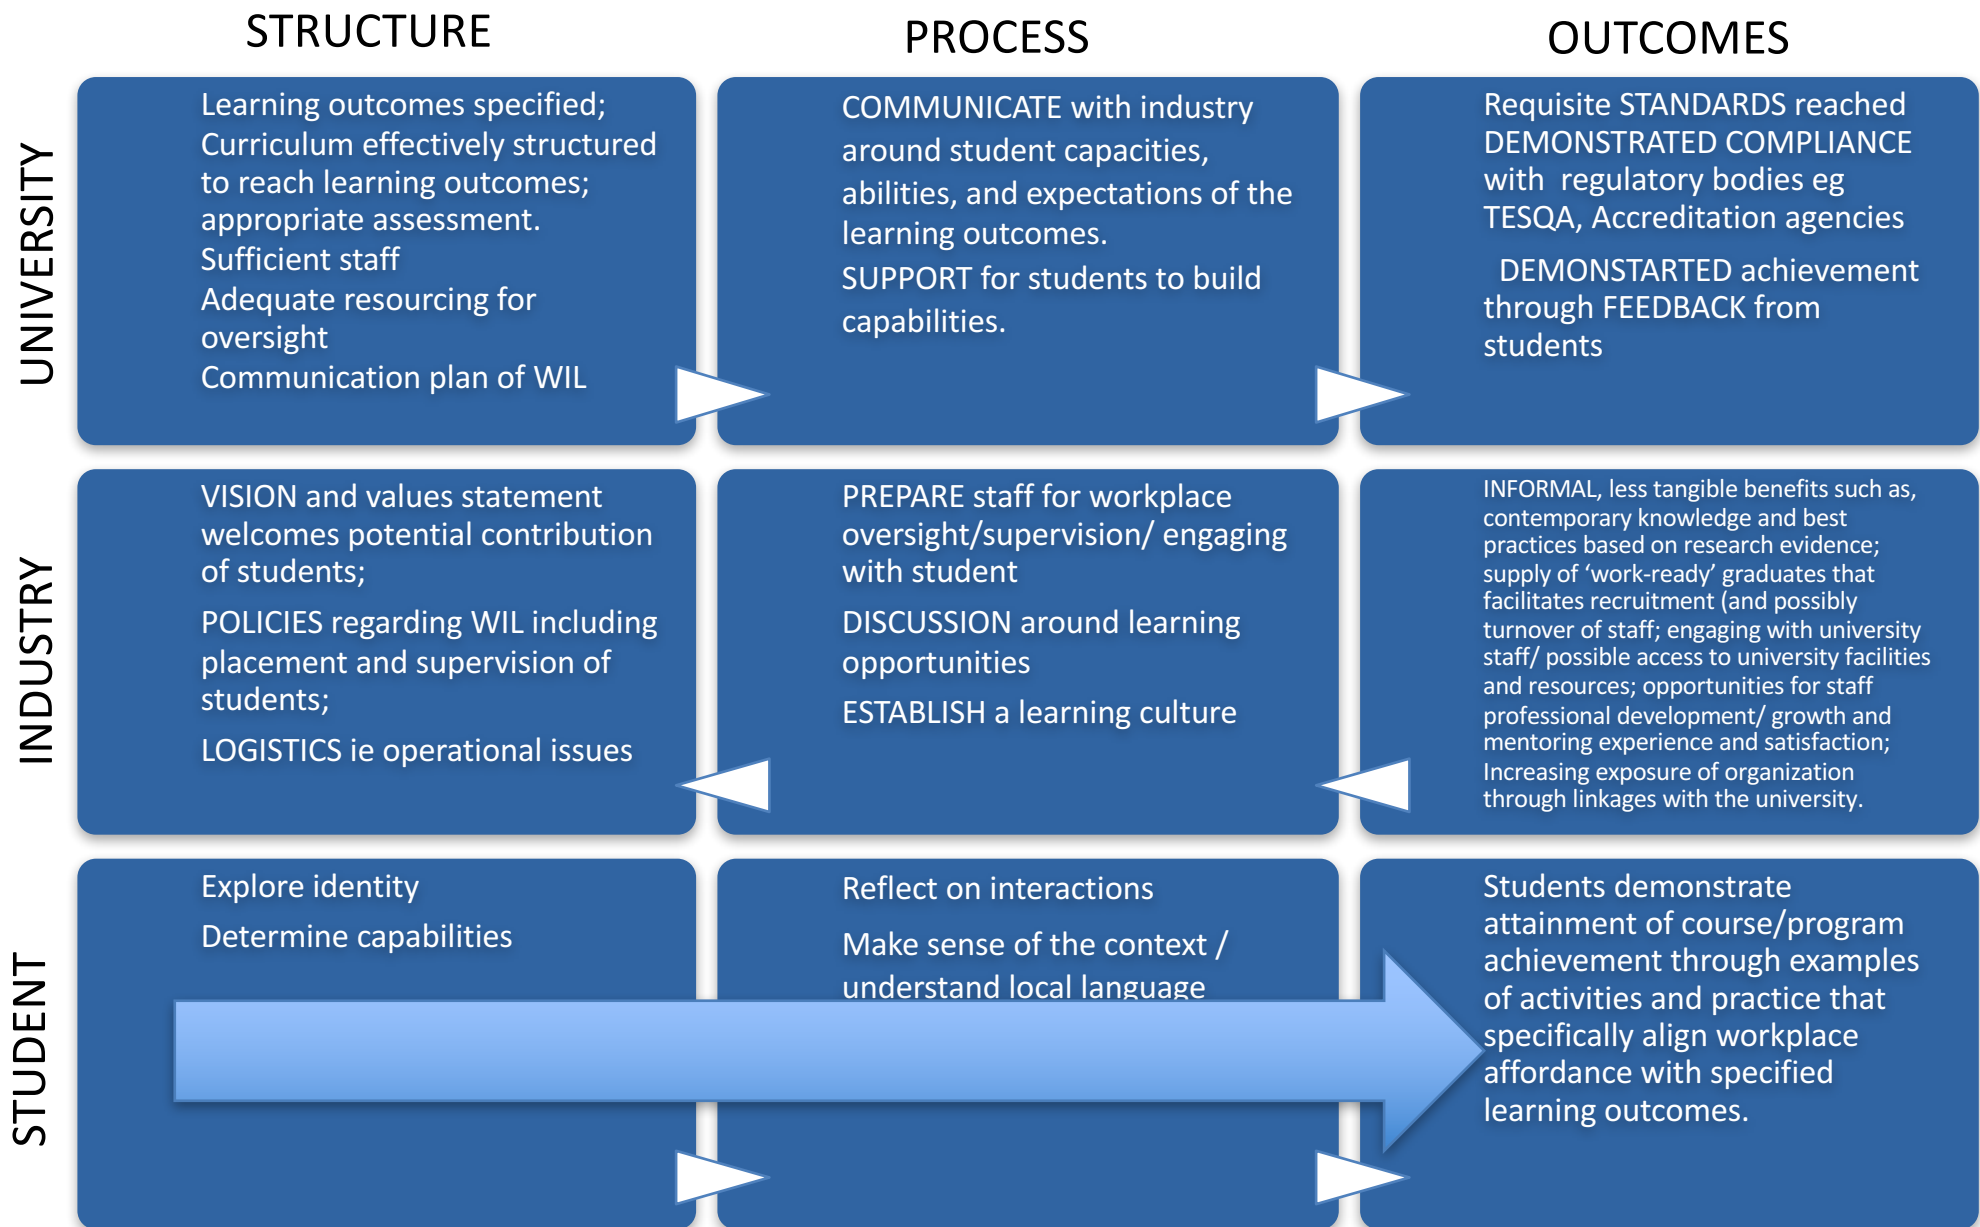 STRUCTURE
PROCESS
OUTCOMES
UNIVERSITY
Learning outcomes specified;
Curriculum effectively structured
to reach learning outcomes;
appropriate assessment.
Sufficient staff
Adequate resourcing for
oversight
Communication plan of WIL
COMMUNICATE with industry
around student capacities,
abilities, and expectations of the
learning outcomes.
SUPPORT for students to build
capabilities.
Requisite STANDARDS reached
DEMONSTRATED COMPLIANCE
with regulatory bodies eg
TESQA, Accreditation agencies
DEMONSTARTED achievement
through FEEDBACK from
students
INDUSTRY
VISION and values statement
welcomes potential contribution
of students;
POLICIES regarding WIL including
placement and supervision of
students;
LOGISTICS ie operational issues
PREPARE staff for workplace
oversight/supervision/ engaging
with student
DISCUSSION around learning
opportunities
ESTABLISH a learning culture
INFORMAL, less tangible benefits such as,
contemporary knowledge and best
practices based on research evidence;
supply of ‘work-ready’ graduates that
facilitates recruitment (and possibly
turnover of staff; engaging with university
staff/ possible access to university facilities
and resources; opportunities for staff
professional development/ growth and
mentoring experience and satisfaction;
Increasing exposure of organization
through linkages with the university.
STUDENT
Explore identity
Determine capabilities
Reflect on interactions
Make sense of the context /
understand local language
Students demonstrate
attainment of course/program
achievement through examples
of activities and practice that
specifically align workplace
affordance with specified
learning outcomes.